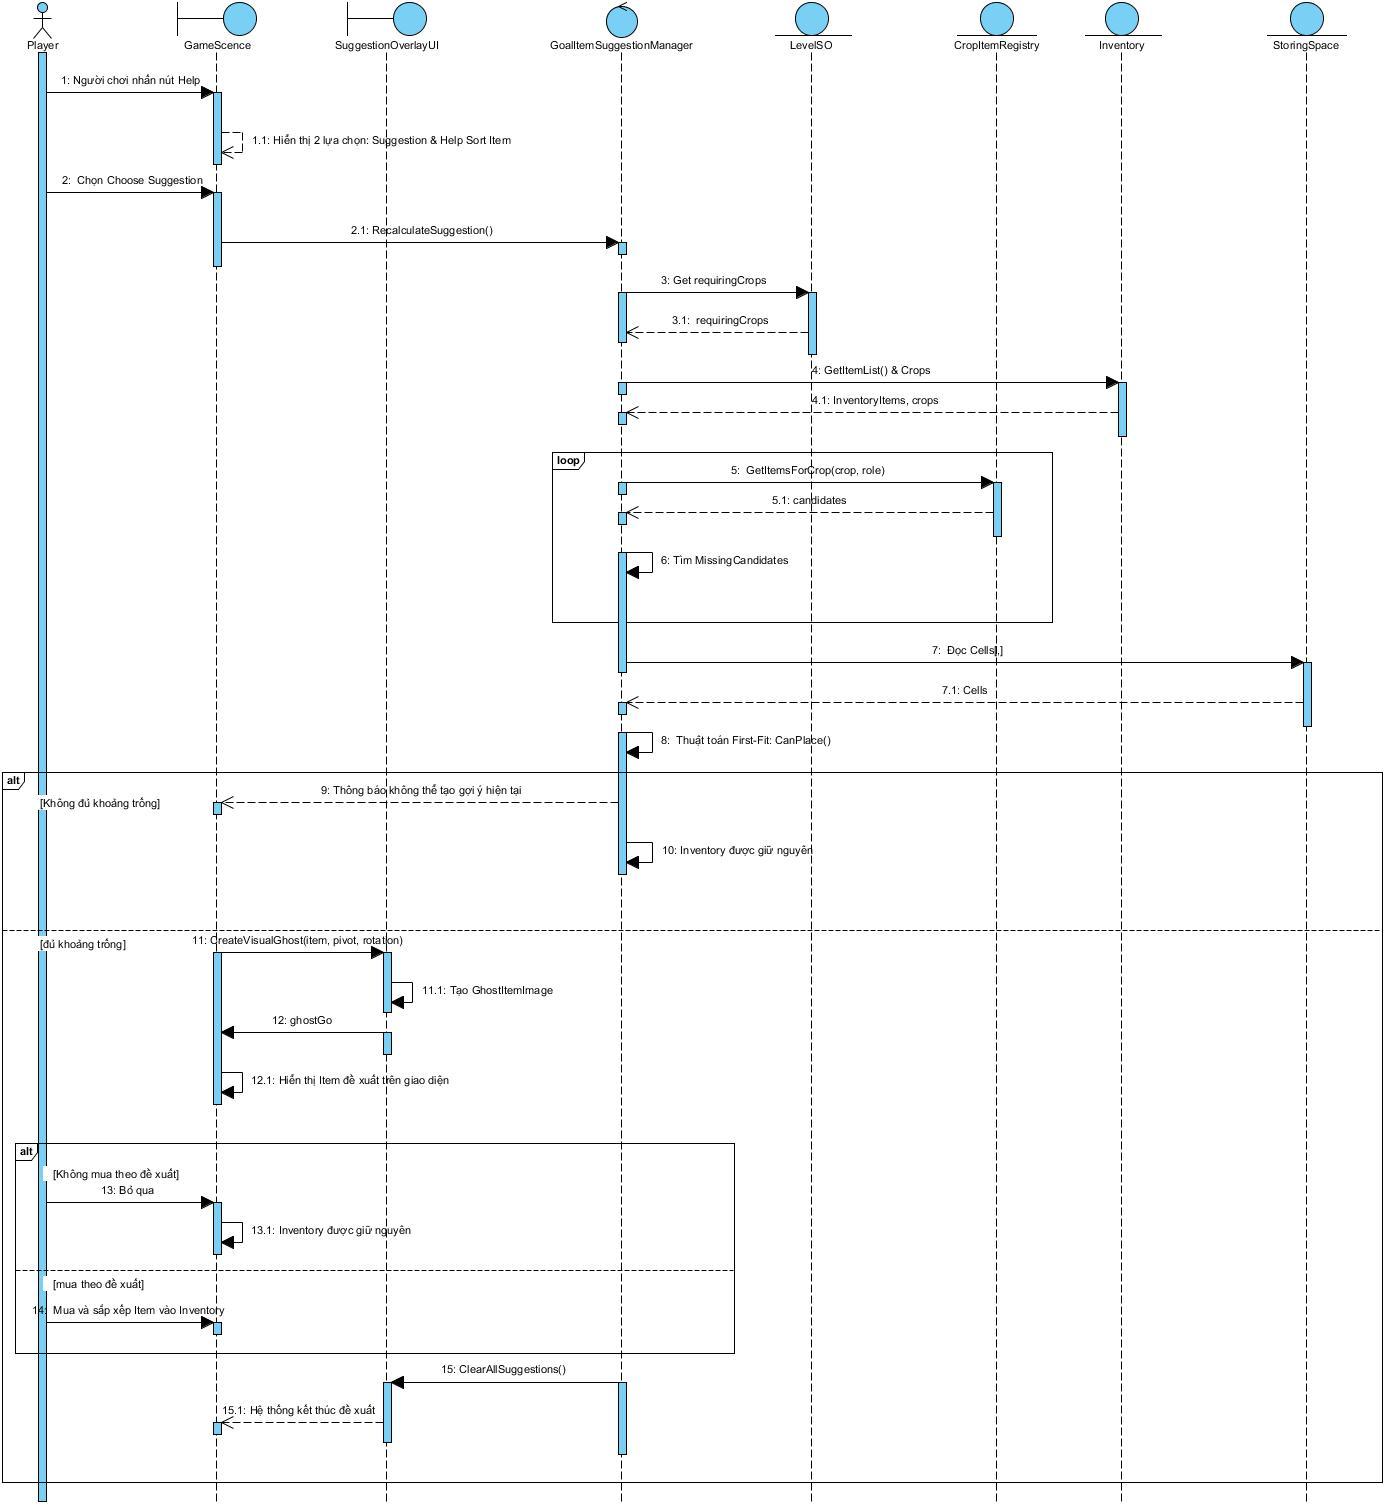 Player
GameScence
SuggestionOverlayUI
GoalItemSuggestionManager
LevelSO
CropItemRegistry
Inventory
StoringSpace
1: Người chơi nhấn nút Help
1.1: Hiển thị 2 lựa chọn: Suggestion & Help Sort Item
2: Chọn Choose Suggestion
2.1: RecalculateSuggestion()
3: Get requiringCrops
3.1: requiringCrops
4: GetItemList() & Crops
4.1: InventoryItems, crops
loop
5: GetItemsForCrop(crop, role)
5.1: candidates
6: Tìm MissingCandidates
7: Đọc Cells[,]
7.1: Cells
8: Thuật toán First-Fit: CanPlace()
alt
[Không đủ khoảng trống]
9: Thông báo không thể tạo gợi ý hiện tại
10: Inventory được giữ nguyên
[đủ khoảng trống]
11: CreateVisualGhost(item, pivot, rotation)
11.1: Tạo GhostItemImage
12: ghostGo
12.1: Hiển thị Item đề xuất trên giao diện
alt
[Không mua theo đề xuất]
13: Bỏ qua
13.1: Inventory được giữ nguyên
[mua theo đề xuất]
14: Mua và sắp xếp Item vào Inventory
15: ClearAllSuggestions()
15.1: Hệ thống kết thúc đề xuất